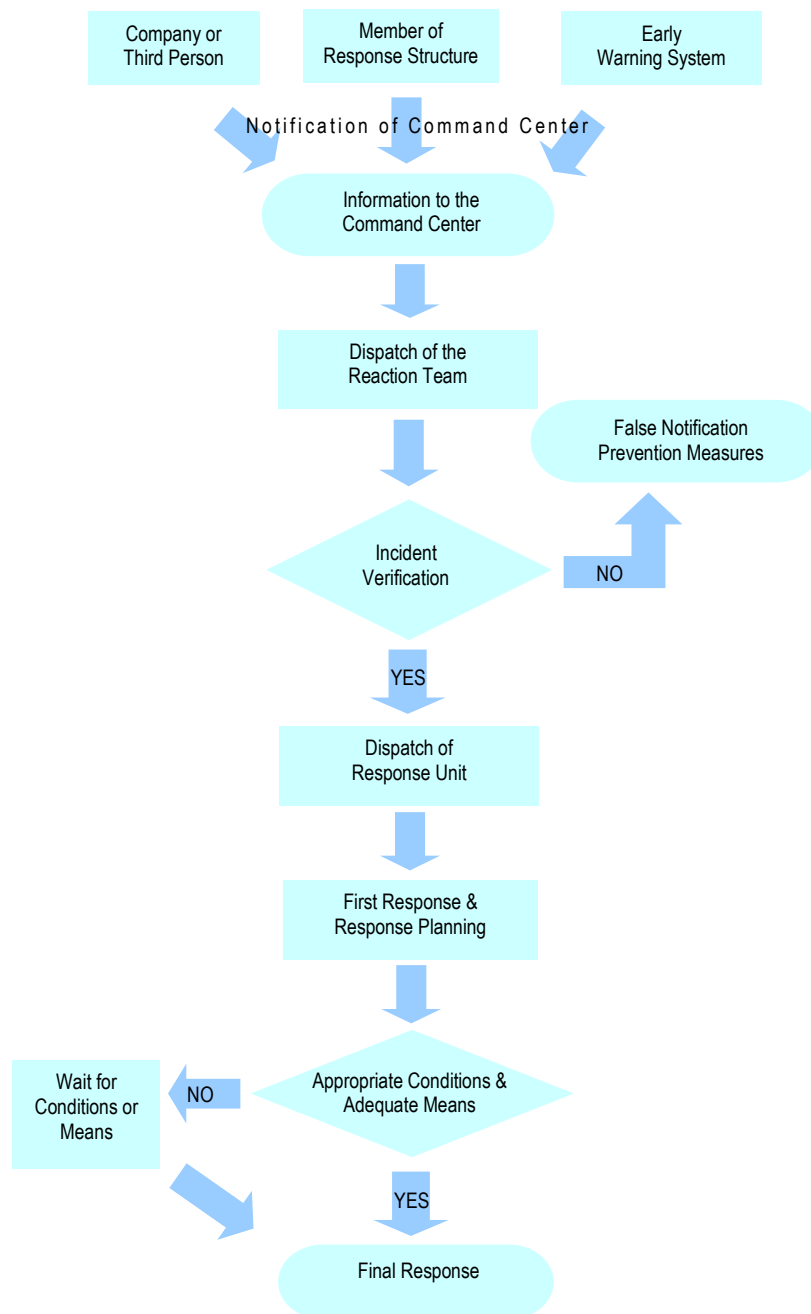 Company or
Third Person
Member of
Response Structure
Early
Warning System
Notification of Command Center
Information to the
Command Center
Dispatch of the
Reaction Team
False Notification
Prevention Measures
Incident
Verification
NO
YES
Dispatch of
Response Unit
First Response &
Response Planning
Appropriate Conditions &
Adequate Means
NO
Wait for
Conditions or
Means
YES
Final Response